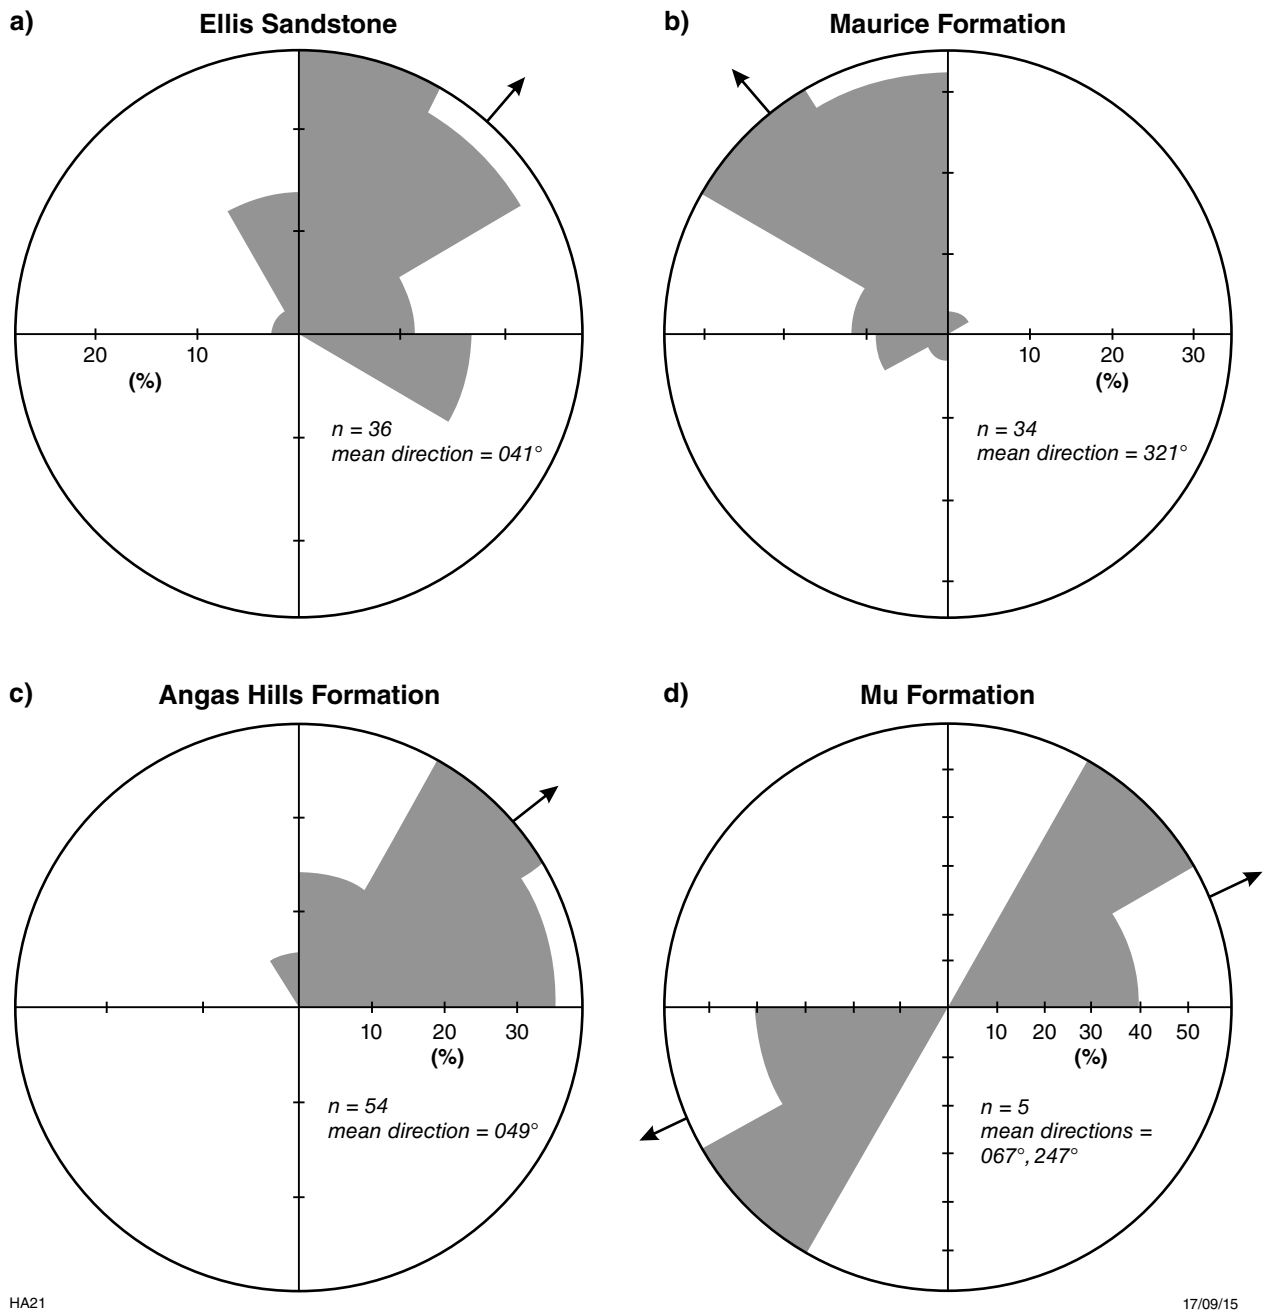 a) Ellis Sandstone
b) Maurice Formation
20 10
(%)
n = 36
mean direction = 041°
10 20 30
(%)
n = 34
mean direction = 321°
c) Angas Hills Formation
d) Mu Formation
10 20 30
(%)
n = 54
mean direction = 049°
10 20 30 40 50
(%)
n = 5
mean directions =
067°, 247°
HA21
17/09/15